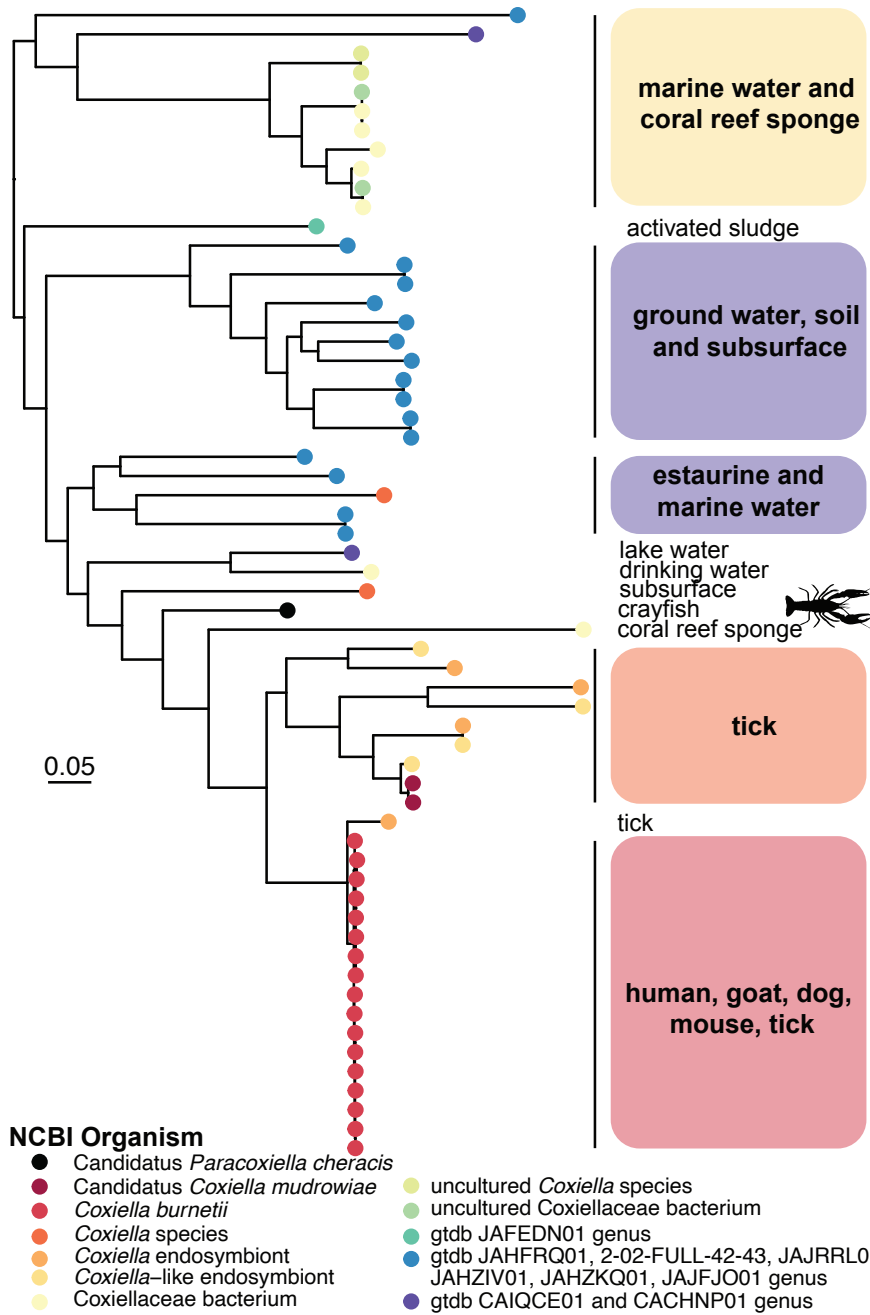 marine water and
coral reef sponge
activated sludge
ground water, soil
and subsurface
estaurine and
marine water
lake water
drinking water
subsurface
crayfish
coral reef sponge
tick
0.05
tick
human, goat, dog,
mouse, tick
NCBI Organism
Candidatus Paracoxiella cheracis
Candidatus Coxiella mudrowiae
Coxiella burnetii
Coxiella species
Coxiella endosymbiont
Coxiella–like endosymbiont
Coxiellaceae bacterium
uncultured Coxiella species
uncultured Coxiellaceae bacterium
gtdb JAFEDN01 genus
gtdb JAHFRQ01, 2-02-FULL-42-43, JAJRRL0
JAHZIV01, JAHZKQ01, JAJFJO01 genus
gtdb CAIQCE01 and CACHNP01 genus